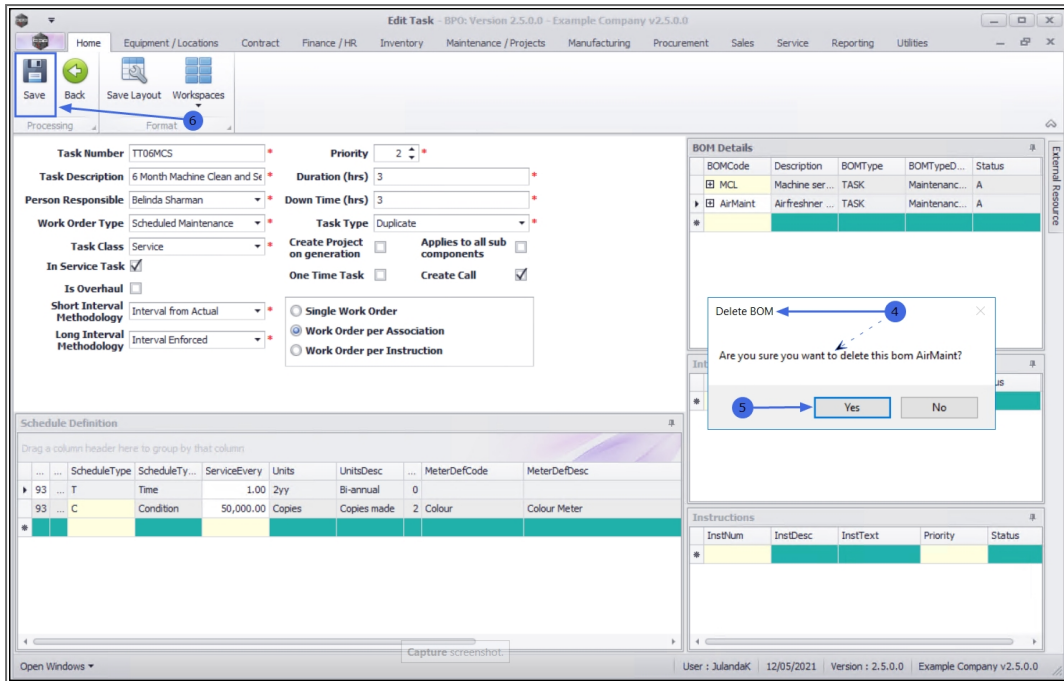 Edit Task - BPO: Version 2.5.0.0 - Example Company v2.5.0.0
Home Equipment / Locations Contract Finance / HR Inventory Maintenance / Projects Manufacturing Procurement Sales Service Reporting Utilities
Save Back Save Layout Workspaces
6
Processing Format
Task Number TT06MCS *
Task Description 6 Month Machine Clean and Se *
Person Responsible Belinda Sharman *
Work Order Type Scheduled Maintenance *
Task Class Service *
In Service Task
Is Overhaul
Short Interval Methodology Interval from Actual *
Long Interval Methodology Interval Enforced *
Priority 2 *
Duration (hrs) 3 *
Down Time (hrs) 3 *
Task Type Duplicate *
Create Project on generation Applies to all sub components
One Time Task Create Call
Single Work Order
Work Order per Association
Work Order per Instruction
BOM Details
BOMCode Description BOMType BOMTypeD... Status
MCL Machine ser... TASK Maintenanc... A
AirMaint Airfreshner ... TASK Maintenanc... A
External Resource
Delete BOM 4
Are you sure you want to delete this bom AirMaint?
5 Yes No
Schedule Definition
Drag a column header here to group by that column
... ... ScheduleType ScheduleTy... ServiceEvery Units UnitsDesc ... MeterDefCode MeterDefDesc
93 ... T Time 1.00 2yy Bi-annual 0
93 ... C Condition 50,000.00 Copies Copies made 2 Colour Colour Meter
Instructions
InstNum InstDesc InstText Priority Status
Capture screenshot.
Open Windows User : JulandaK 12/05/2021 Version : 2.5.0.0 Example Company v2.5.0.0